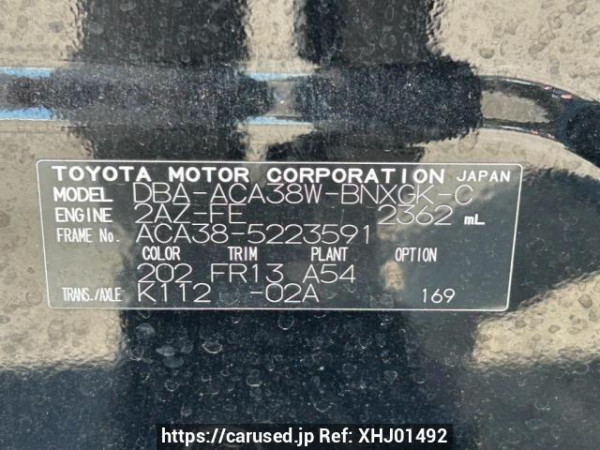 TOYOTA MOTOR CORPORATION JAPAN
MODEL DBA-ACA38W-BNXGK-C
ENGINE 2AZ-FE 2362 mL
FRAME No. ACA38-5223591
COLOR TRIM PLANT OPTION
202 FR13 A54
TRANS./AXLE K112 -02A 169
https://carused.jp Ref: XHJ01492